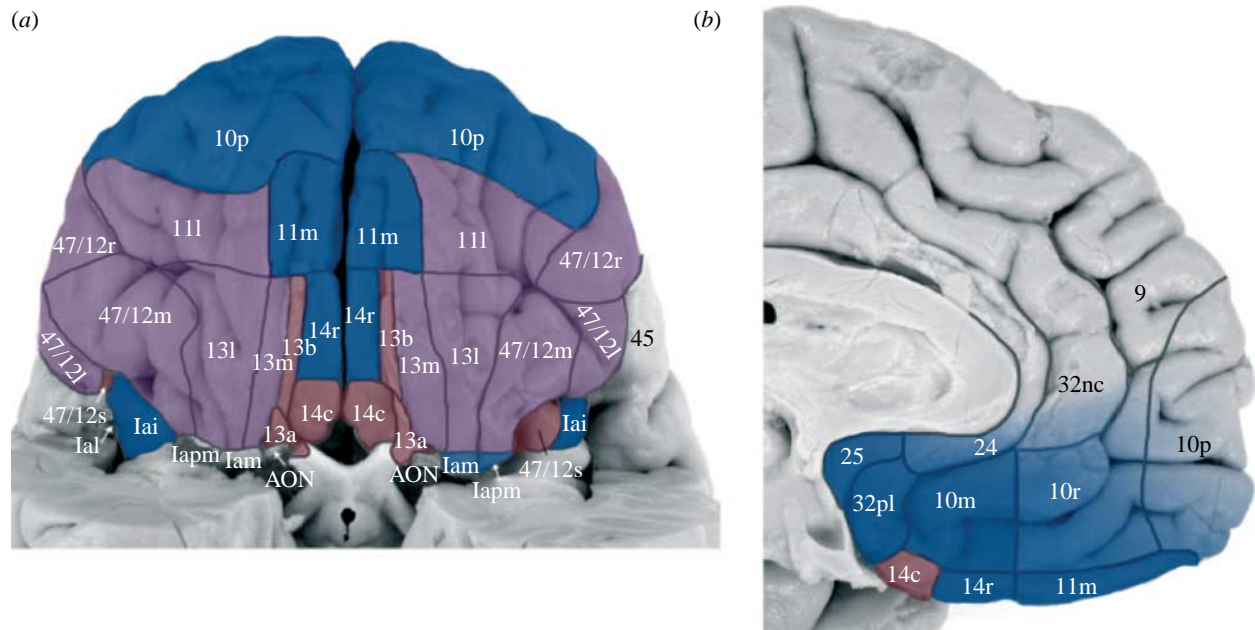 (a)
10p
10p
11l
11m
11m
11l
47/12r
47/12r
47/12m
14r
14r
13b
13b
13l
13m
13m
13l
47/12m
47/12l
47/12l
45
47/12s
14c
14c
Ial
Iai
Iai
13a
13a
Iapm
Iam
AON
AON
Iam
Iapm
47/12s
(b)
9
32nc
10p
25
24
32pl
10m
10r
14c
14r
11m